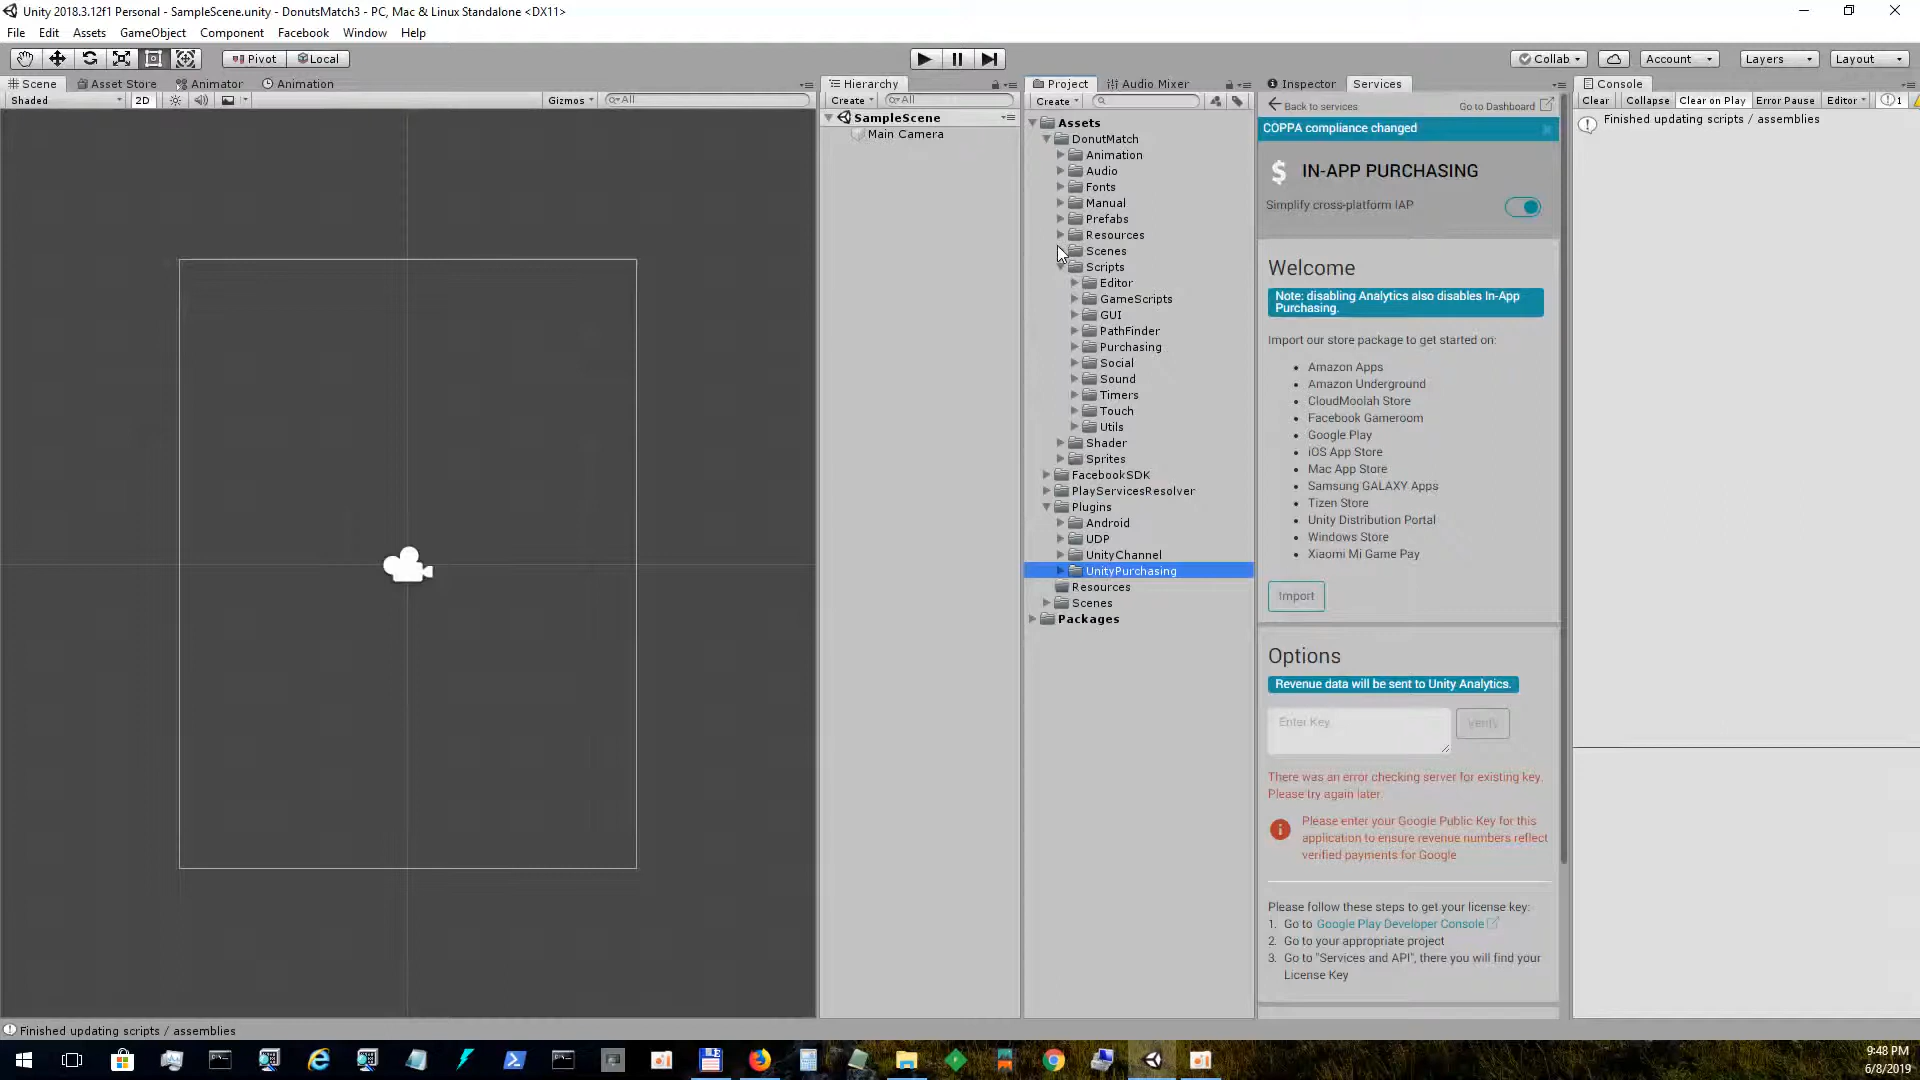 Unity 2018.3.12f1 Personal - SampleScene.unity - DonutsMatch3 - PC, Mac & Linux Standalone <DX11>
File Edit Assets GameObject Component Facebook Window Help
Pivot Local Collab Account Layers Layout
Scene Asset Store Animator Animation
Shaded 2D Gizmos All
Hierarchy
Create All
SampleScene
Main Camera
Project Audio Mixer
Create
Assets
DonutMatch
Animation
Audio
Fonts
Manual
Prefabs
Resources
Scenes
Scripts
Editor
GameScripts
GUI
PathFinder
Purchasing
Social
Sound
Timers
Touch
Utils
Shader
Sprites
FacebookSDK
PlayServicesResolver
Plugins
Android
UDP
UnityChannel
UnityPurchasing
Resources
Scenes
Packages
Inspector Services
Back to services Go to Dashboard
COPPA compliance changed
$ IN-APP PURCHASING
Simplify cross-platform IAP
Welcome
Note: disabling Analytics also disables In-App
Purchasing.
Import our store package to get started on:
• Amazon Apps
• Amazon Underground
• CloudMoolah Store
• Facebook Gameroom
• Google Play
• iOS App Store
• Mac App Store
• Samsung GALAXY Apps
• Tizen Store
• Unity Distribution Portal
• Windows Store
• Xiaomi Mi Game Pay
Import
Options
Revenue data will be sent to Unity Analytics.
Enter Key Verify
There was an error checking server for existing key.
Please try again later.
Please enter your Google Public Key for this
application to ensure revenue numbers reflect
verified payments for Google
Please follow these steps to get your license key:
1. Go to Google Play Developer Console
2. Go to your appropriate project
3. Go to "Services and API", there you will find your
License Key
Console
Clear Collapse Clear on Play Error Pause Editor 1
Finished updating scripts / assemblies
Finished updating scripts / assemblies
9:48 PM
6/8/2019